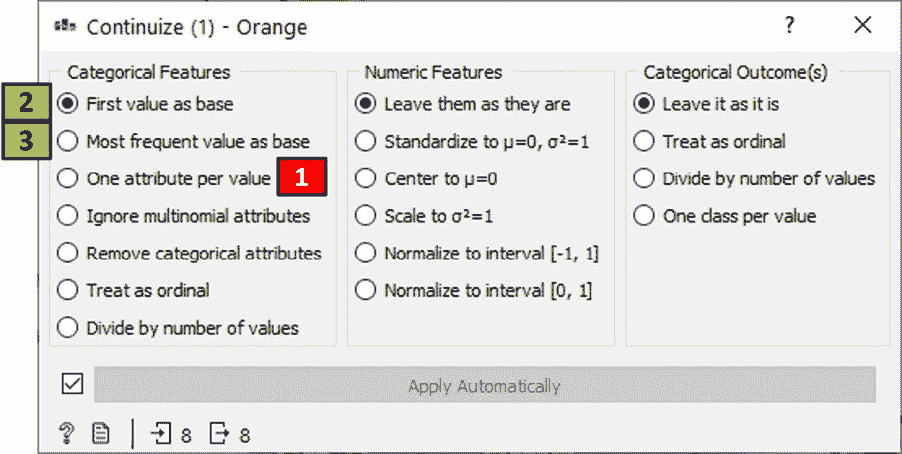 Continuize (1) - Orange
?
Categorical Features
2
First value as base
3
Most frequent value as base
One attribute per value
1
Ignore multinomial attributes
Remove categorical attributes
Treat as ordinal
Divide by number of values
Numeric Features
Leave them as they are
Standardize to μ=0, σ²=1
Center to μ=0
Scale to σ²=1
Normalize to interval [-1, 1]
Normalize to interval [0, 1]
Categorical Outcome(s)
Leave it as it is
Treat as ordinal
Divide by number of values
One class per value
Apply Automatically
? 8 8